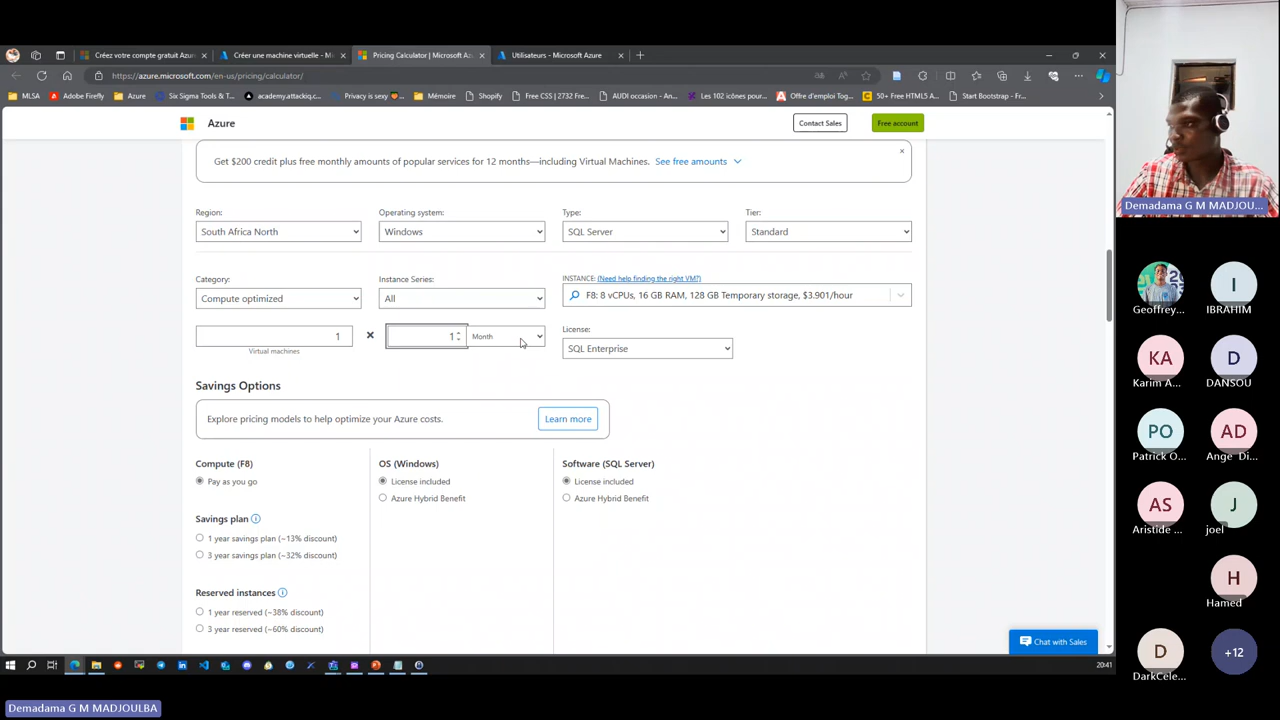 Créez votre compte gratuit Azur
Créer une machine virtuelle - M
Pricing Calculator | Microsoft Az
Utilisateurs - Microsoft Azure
https://azure.microsoft.com/en-us/pricing/calculator/
MLSA
Adobe Firefly
Azure
Six Sigma Tools & T...
academy.attackiq.c...
Privacy is sexy
Mémoire
Shopify
Free CSS | 2732 Fre...
AUDI occasion - An...
Les 102 icônes pour...
Offre d'emploi Tog...
50+ Free HTML5 A...
Start Bootstrap - Fr...
Azure
Contact Sales
Free account
Get $200 credit plus free monthly amounts of popular services for 12 months—including Virtual Machines. See free amounts
Region:
Operating system:
Type:
Tier:
South Africa North
Windows
SQL Server
Standard
Category:
Instance Series:
INSTANCE: (Need help finding the right VM?)
Compute optimized
All
F8: 8 vCPUs, 16 GB RAM, 128 GB Temporary storage, $3.901/hour
1
1
Month
Virtual machines
License:
SQL Enterprise
Savings Options
Explore pricing models to help optimize your Azure costs.
Learn more
Compute (F8)
OS (Windows)
Software (SQL Server)
Pay as you go
License included
License included
Azure Hybrid Benefit
Azure Hybrid Benefit
Savings plan
1 year savings plan (~13% discount)
3 year savings plan (~32% discount)
Reserved instances
1 year reserved (~38% discount)
3 year reserved (~60% discount)
Chat with Sales
20:41
Demadama G M MADJOULBA
Demadama G M MADJOUL...
Geoffrey...
I
IBRAHIM
KA
Karim A...
D
DANSOU
PO
Patrick O...
AD
Ange Di...
AS
Aristide ...
J
joel
H
Hamed
D
DarkCele...
+12